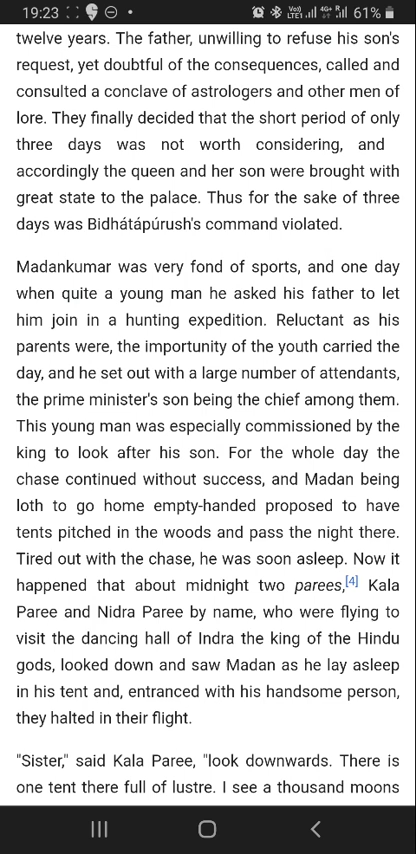 19:23 Vo)) LTE1 4G+ R 61%
twelve years. The father, unwilling to refuse his son's
request, yet doubtful of the consequences, called and
consulted a conclave of astrologers and other men of
lore. They finally decided that the short period of only
three days was not worth considering, and
accordingly the queen and her son were brought with
great state to the palace. Thus for the sake of three
days was Bidhátápúrush's command violated.
Madankumar was very fond of sports, and one day
when quite a young man he asked his father to let
him join in a hunting expedition. Reluctant as his
parents were, the importunity of the youth carried the
day, and he set out with a large number of attendants,
the prime minister's son being the chief among them.
This young man was especially commissioned by the
king to look after his son. For the whole day the
chase continued without success, and Madan being
loth to go home empty-handed proposed to have
tents pitched in the woods and pass the night there.
Tired out with the chase, he was soon asleep. Now it
happened that about midnight two parees,[4] Kala
Paree and Nidra Paree by name, who were flying to
visit the dancing hall of Indra the king of the Hindu
gods, looked down and saw Madan as he lay asleep
in his tent and, entranced with his handsome person,
they halted in their flight.
"Sister," said Kala Paree, "look downwards. There is
one tent there full of lustre. I see a thousand moons